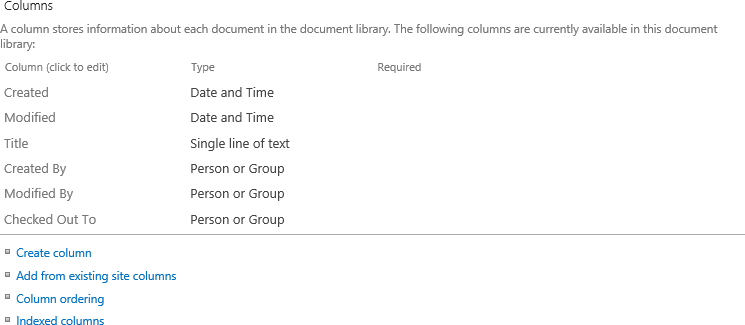 Columns
A column stores information about each document in the document library. The following columns are currently available in this document
library:
Column (click to edit) Type Required
Created Date and Time
Modified Date and Time
Title Single line of text
Created By Person or Group
Modified By Person or Group
Checked Out To Person or Group
Create column
Add from existing site columns
Column ordering
Indexed columns